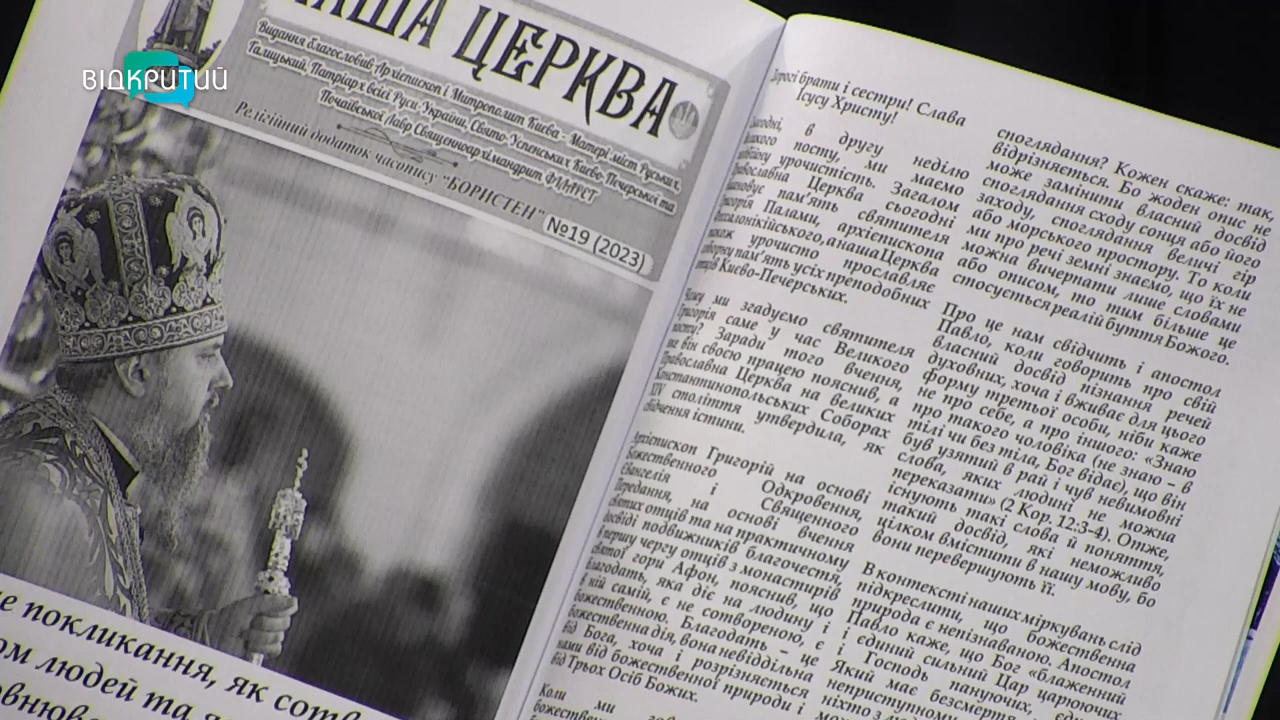 ВІДКРИТИЙ
НАША ЦЕРКВА
Видання благословив Архієпископ і Митрополит Києва - Матері міст Руських,
Галицький, Патріарх всієї Руси-України, Свято-Успенських Києво-Печерської та
Почаївської Лавр Священноархімандрит ФІЛАРЕТ
Релігійний додаток часопису "БОРИСТЕН"
№19 (2023)
покликання, як
людей та
Дорогі брати і сестри! Слава
Ісусу Христу!
Сьогодні, в другу неділю
Великого посту, ми маємо
урочистість. Загалом
Православна Церква сьогодні
пам'ять святителя
Григорія Палами, архієпископа
Фессалонікійського, а наша Церква
також урочисто прославляє
соборну пам'ять усіх преподобних
отців Києво-Печерських.
Чому ми згадуємо святителя
Григорія саме у час Великого
посту? Заради того вчення,
яке він своєю працею пояснив, а
Православна Церква на великих
Константинопольських Соборах
XIV століття утвердила, як
свідчення істини.
Архієпископ Григорій на основі
Божественного Одкровення,
Євангелія і Священного
Передання, на основі вчення
святих отців та на практичному
досвіді подвижників благочестя,
в першу чергу отців з монастирів
святої гори Афон, пояснив, що
благодать, яка діє на людину і
в ній самій, є не сотвореною, є
божественною. Благодать – це
божественна дія, вона невіддільна
від Бога, хоча і розрізняється
нами від божественної природи і
від Трьох Осіб Божих.
Коли ми
споглядання? Кожен скаже: так,
відрізняється. Бо жоден опис не
може замінити власний досвід
споглядання сходу сонця або його
заходу, споглядання величі гір
або морського простору. То коли
ми про речі земні знаємо, що їх не
можна вичерпати лише словами
або описом, то тим більше це
стосується реалій буття Божого.
Про це нам свідчить і апостол
Павло, коли говорить про свій
власний досвід пізнання речей
духовних, хоча і вживає для цього
форму третьої особи, ніби каже
не про себе, а про іншого: «Знаю
про такого чоловіка (не знаю – в
тілі чи без тіла, Бог відає), що він
був узятий в рай і чув невимовні
слова, яких людині не можна
переказати» (2 Кор. 12:3-4). Отже,
існують такі слова й поняття,
такий досвід, які неможливо
цілком вмістити в нашу мову, бо
вони перевершують її.
В контексті наших міркувань слід
підкреслити, що божественна
природа є непізнаваною. Апостол
Павло каже, що Бог «блаженний
і єдиний сильний Цар царюючих
і Господь пануючих,
Який має безсмертя
неприступному